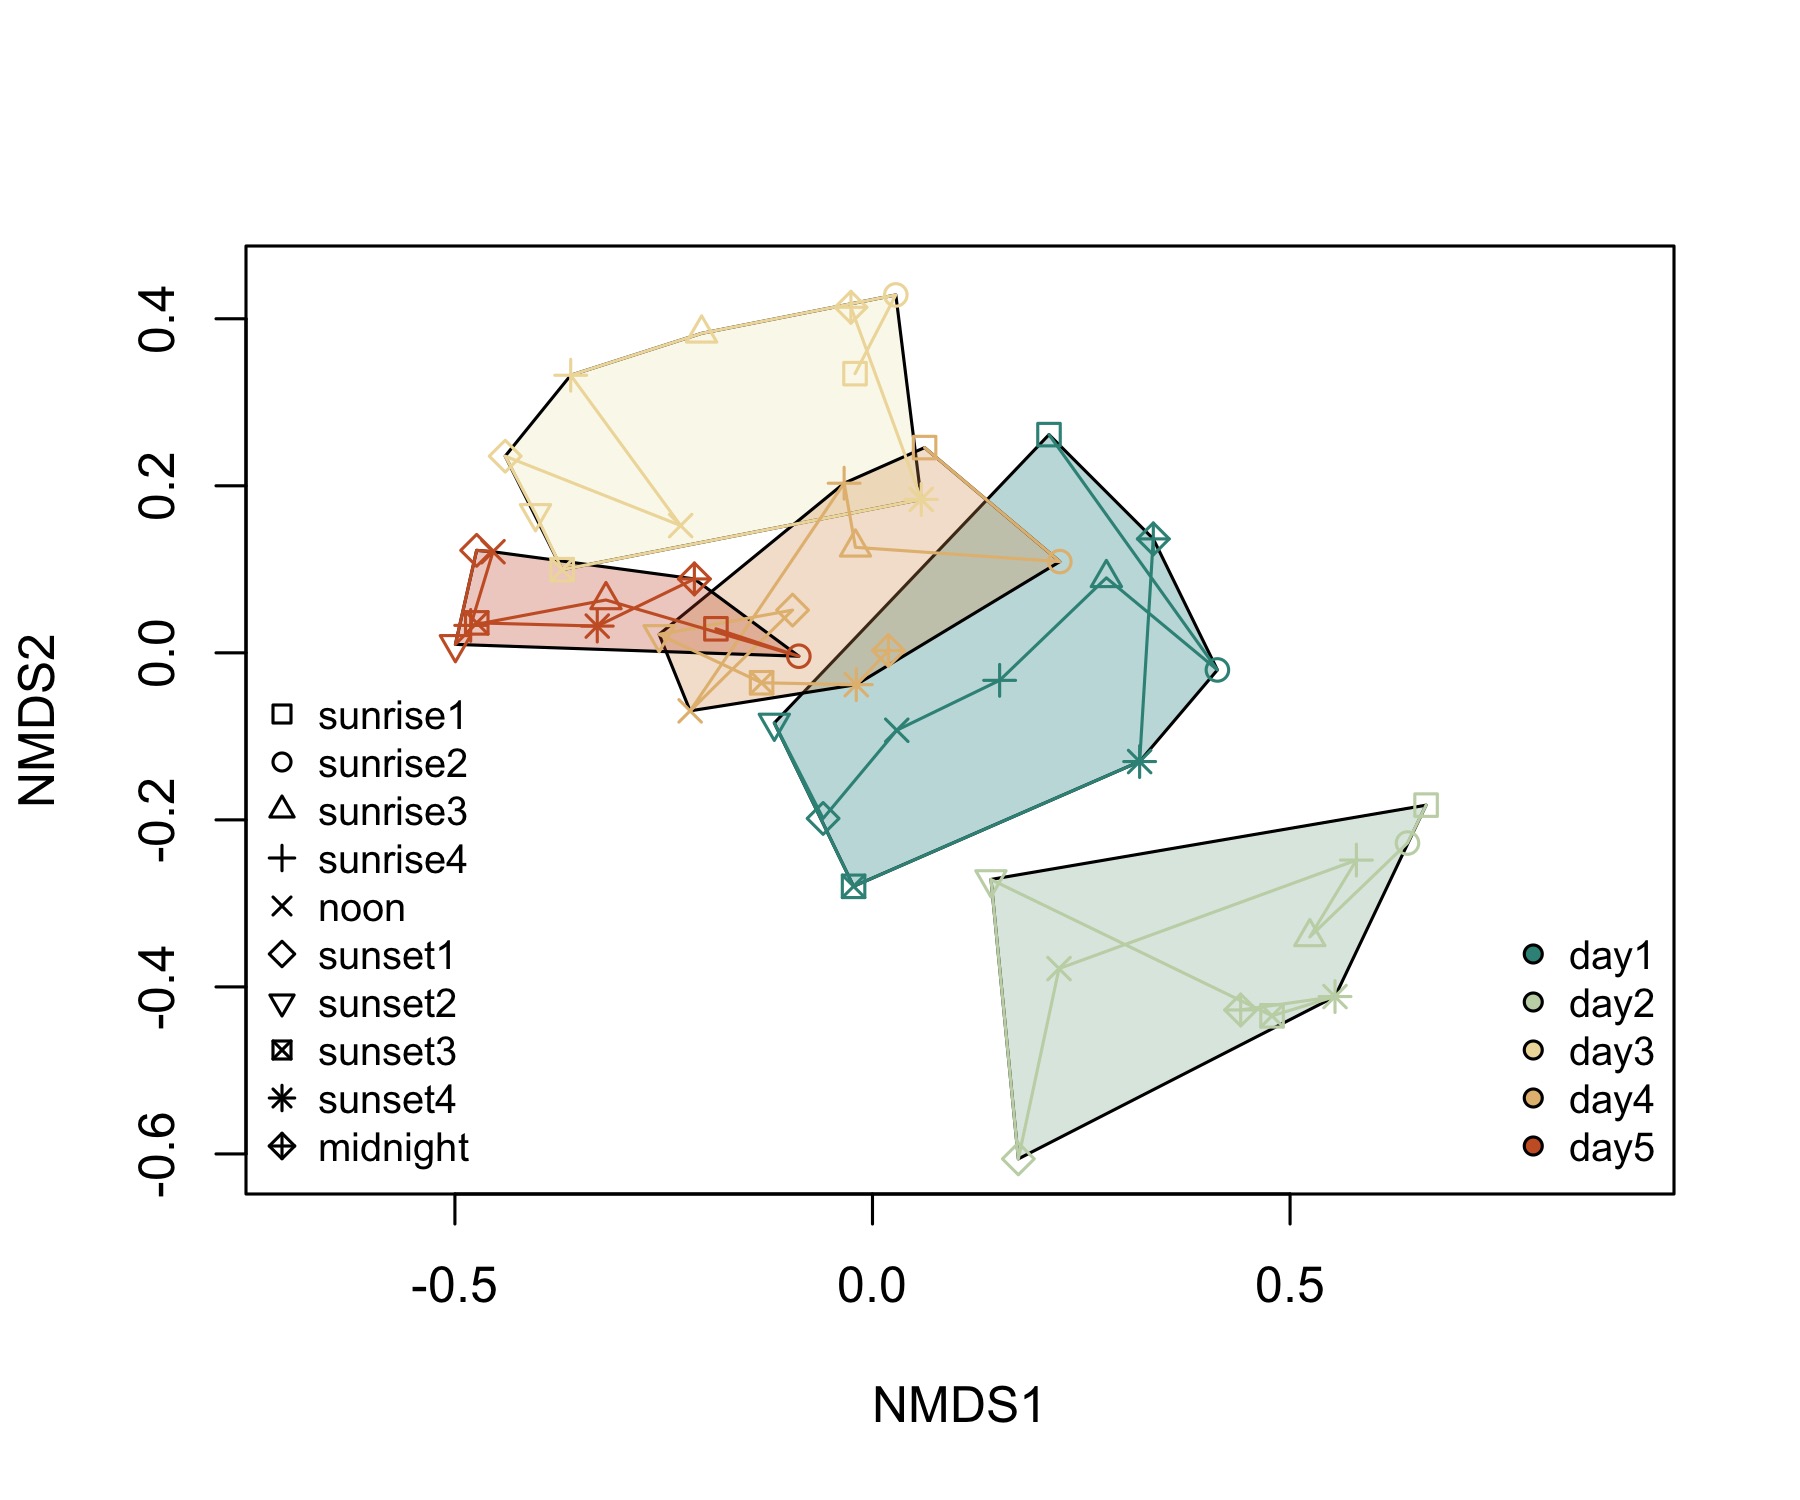 NMDS2
0.4
0.2
0.0
-0.2
-0.4
-0.6
sunrise1
sunrise2
sunrise3
sunrise4
noon
sunset1
sunset2
sunset3
sunset4
midnight
day1
day2
day3
day4
day5
-0.5 0.0 0.5
NMDS1